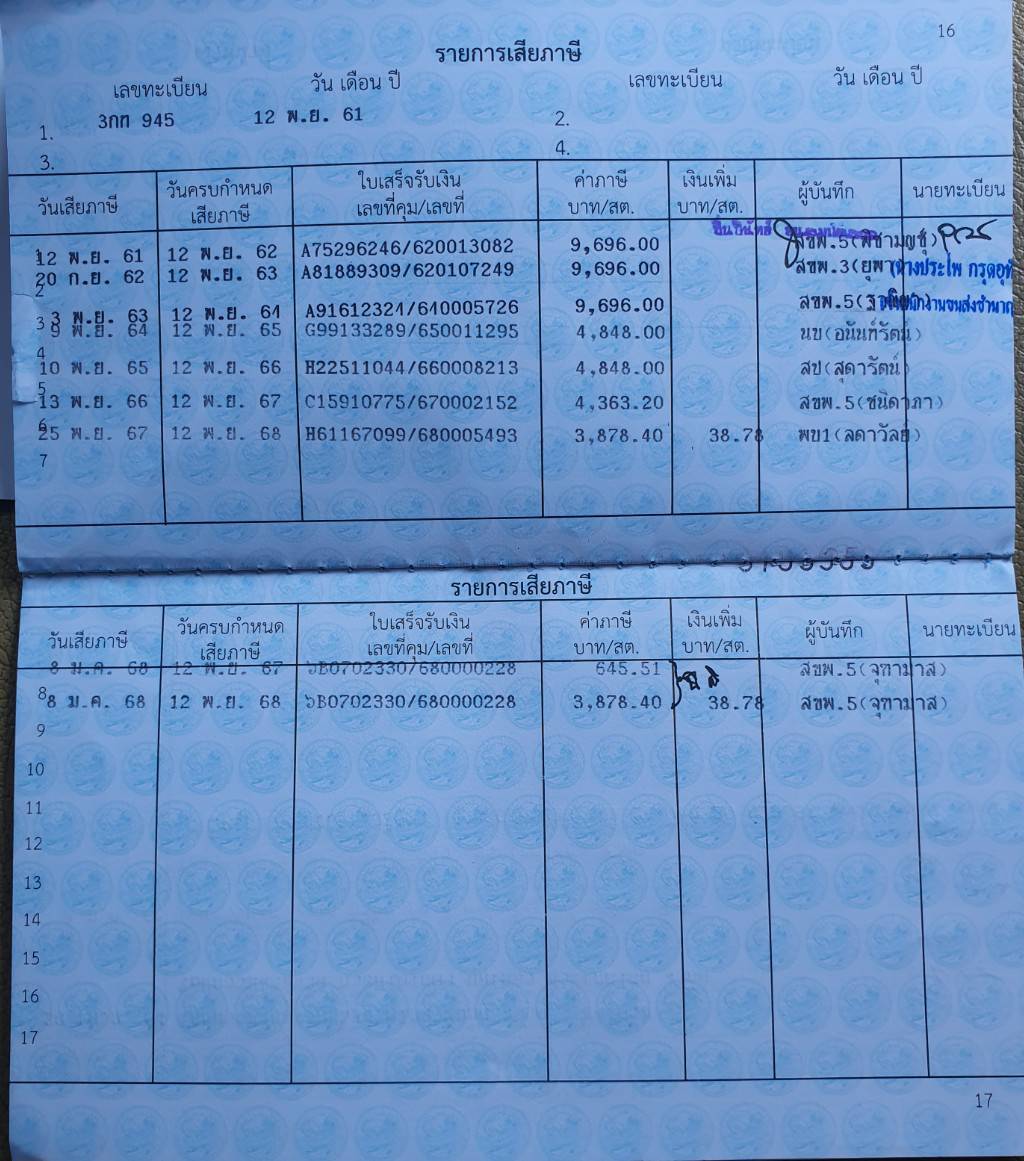 16
รายการเสียภาษี
เลขทะเบียน วัน เดือน ปี เลขทะเบียน วัน เดือน ปี
1. 3กท 945 12 พ.ย. 61 2.
3. 4.
วันเสียภาษี วันครบกำหนดเสียภาษี ใบเสร็จรับเงิน เลขที่คุม/เลขที่ ค่าภาษี บาท/สต. เงินเพิ่ม บาท/สต. ผู้บันทึก นายทะเบียน
1 12 พ.ย. 61 12 พ.ย. 62 A75296246/620013082 9,696.00 สขพ.5(พิชามญช์)
2 20 ก.ย. 62 12 พ.ย. 63 A81889309/620107249 9,696.00 สขพ.3(ยุพา
3 3 พ.ย. 63 12 พ.ย. 64 A91612324/640005726 9,696.00 สขพ.5(
4 9 พ.ย. 64 12 พ.ย. 65 G99133289/650011295 4,848.00 นบ(อนันท์รัตน์)
5 10 พ.ย. 65 12 พ.ย. 66 H22511044/660008213 4,848.00 สป(สุดารัตน์)
6 13 พ.ย. 66 12 พ.ย. 67 C15910775/670002152 4,363.20 สขพ.5(ชนิดาภา)
7 25 พ.ย. 67 12 พ.ย. 68 H61167099/680005493 3,878.40 38.78 พข1(ลดาวัลย์)
รายการเสียภาษี
วันเสียภาษี วันครบกำหนดเสียภาษี ใบเสร็จรับเงิน เลขที่คุม/เลขที่ ค่าภาษี บาท/สต. เงินเพิ่ม บาท/สต. ผู้บันทึก นายทะเบียน
8 ม.ค. 68 12 พ.ย. 67 6B0702330/680000228 645.51 สขพ.5(จุฑามาส)
8 8 ม.ค. 68 12 พ.ย. 68 6B0702330/680000228 3,878.40 38.78 สขพ.5(จุฑามาส)
9
10
11
12
13
14
15
16
17
17